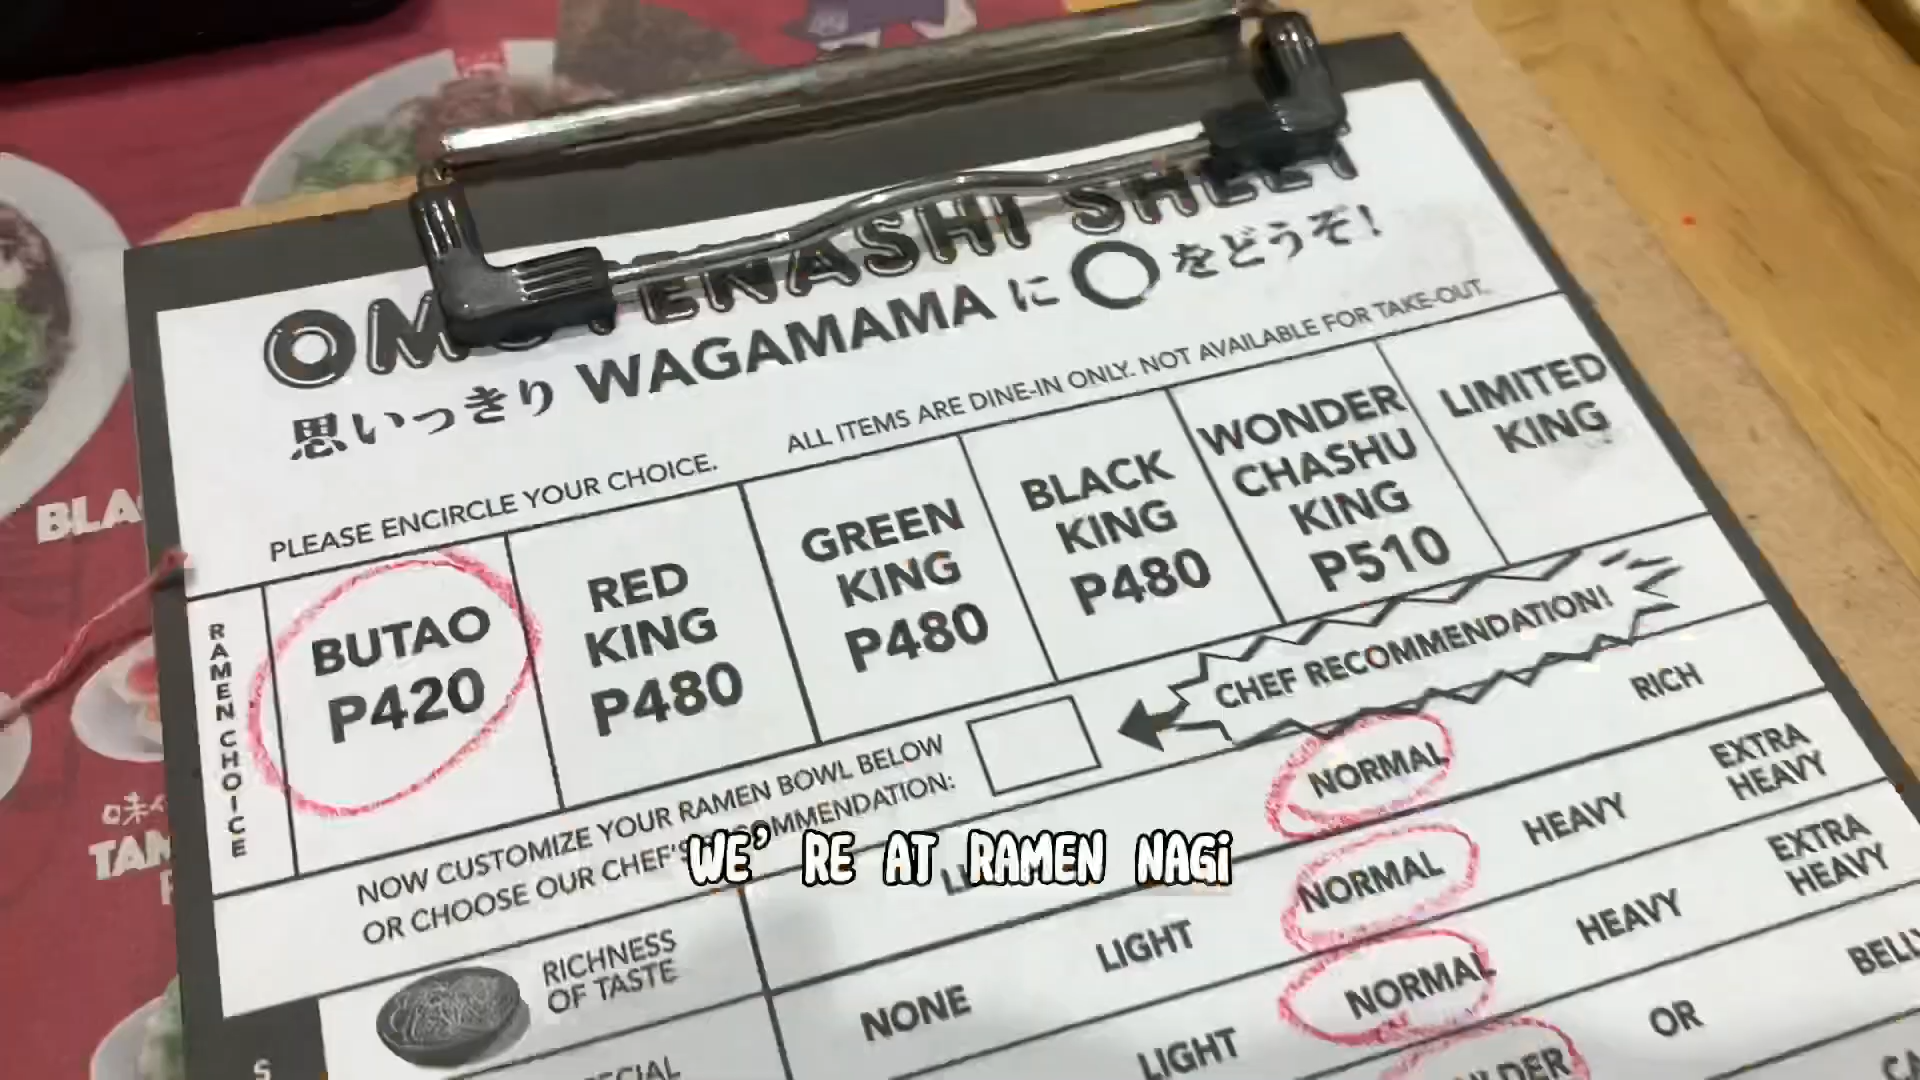 OMOTENASHI SHEET
思いっきり WAGAMAMA に〇をどうぞ!
PLEASE ENCIRCLE YOUR CHOICE.
ALL ITEMS ARE DINE-IN ONLY. NOT AVAILABLE FOR TAKE-OUT.
RAMEN CHOICE
BUTAO
P420
RED
KING
P480
GREEN
KING
P480
BLACK
KING
P480
WONDER
CHASHU
KING
P510
LIMITED
KING
NOW CUSTOMIZE YOUR RAMEN BOWL BELOW
OR CHOOSE OUR CHEF'S RECOMMENDATION:
CHEF RECOMMENDATION!
WE' RE AT RAMEN NAGI
RICHNESS
OF TASTE
NORMAL
RICH
NONE
LIGHT
NORMAL
HEAVY
EXTRA
HEAVY
LIGHT
NORMAL
HEAVY
EXTRA
HEAVY
OR
BELLY
BLA
味
TAN